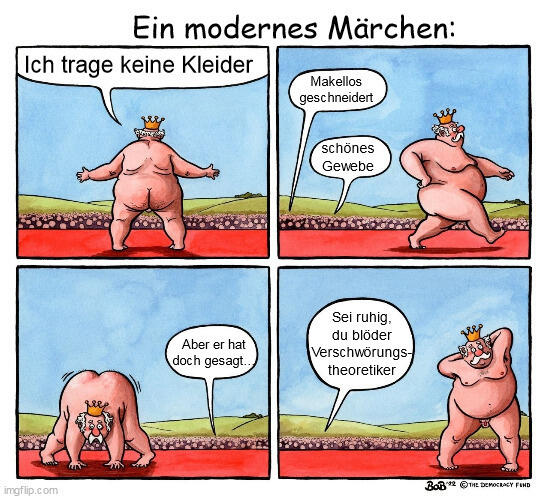 Ein modernes Märchen:
Ich trage keine Kleider
Makellos
geschneidert
schönes
Gewebe
Aber er hat
doch gesagt...
Sei ruhig,
du blöder
Verschwörungs-
theoretiker
BOB '22 © THE DEMOCRACY FUND
imgflip.com